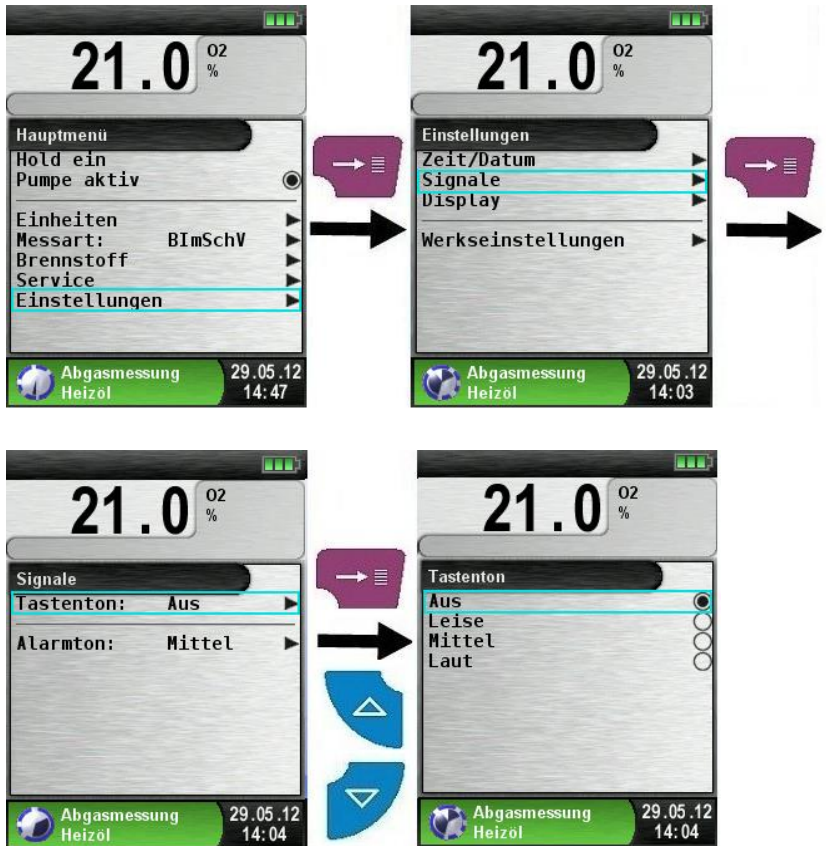 21.0 O2
%
Hauptmenü
Hold ein
Pumpe aktiv
Einheiten
Messart: BImSchV
Brennstoff
Service
Einstellungen
Abgasmessung 29.05.12
Heizöl 14:47
21.0 O2
%
Einstellungen
Zeit/Datum
Signale
Display
Werkseinstellungen
Abgasmessung 29.05.12
Heizöl 14:03
21.0 O2
%
Signale
Tastenton: Aus
Alarmton: Mittel
Abgasmessung 29.05.12
Heizöl 14:04
21.0 O2
%
Tastenton
Aus
Leise
Mittel
Laut
Abgasmessung 29.05.12
Heizöl 14:04